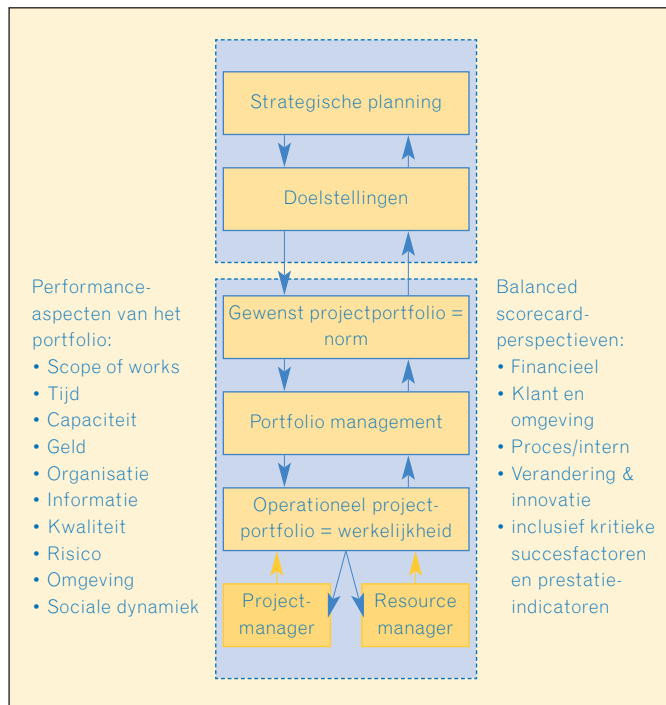 Strategische planning
Doelstellingen
Performance-
aspecten van het
portfolio:
• Scope of works
• Tijd
• Capaciteit
• Geld
• Organisatie
• Informatie
• Kwaliteit
• Risico
• Omgeving
• Sociale dynamiek
Gewenst projectportfolio =
norm
Portfolio management
Operationeel project-
portfolio = werkelijkheid
Project-
manager
Resource
manager
Balanced
scorecard-
perspectieven:
• Financieel
• Klant en
omgeving
• Proces/intern
• Verandering &
innovatie
• inclusief kritieke
succesfactoren
en prestatie-
indicatoren